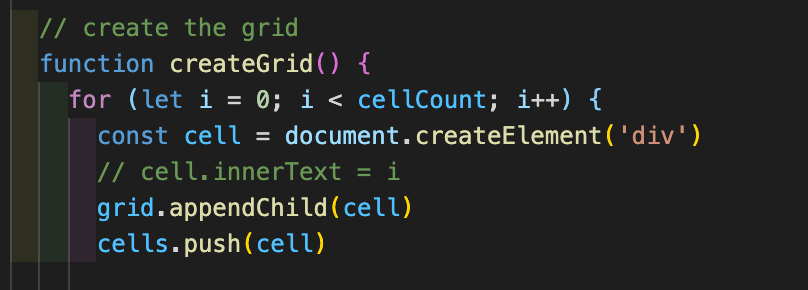 // create the grid
function createGrid() {
for (let i = 0; i < cellCount; i++) {
const cell = document.createElement('div')
// cell.innerText = i
grid.appendChild(cell)
cells.push(cell)